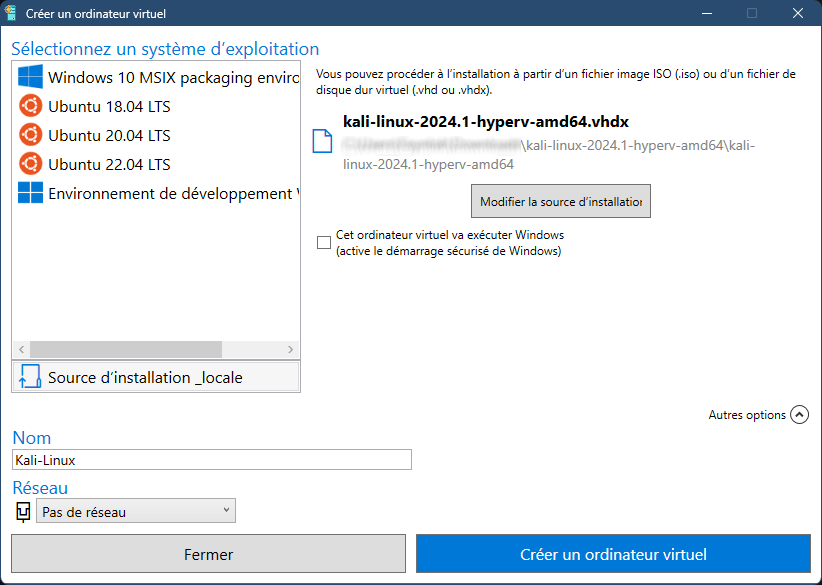 Créer un ordinateur virtuel
Sélectionnez un système d’exploitation
Windows 10 MSIX packaging enviro
Ubuntu 18.04 LTS
Ubuntu 20.04 LTS
Ubuntu 22.04 LTS
Environnement de développement
Source d’installation _locale
Vous pouvez procéder à l’installation à partir d’un fichier image ISO (.iso) ou d’un fichier de
disque dur virtuel (.vhd ou .vhdx).
kali-linux-2024.1-hyperv-amd64.vhdx
\kali-linux-2024.1-hyperv-amd64\kali-
linux-2024.1-hyperv-amd64
Modifier la source d’installation
Cet ordinateur virtuel va exécuter Windows
(active le démarrage sécurisé de Windows)
Autres options
Nom
Kali-Linux
Réseau
Pas de réseau
Fermer
Créer un ordinateur virtuel